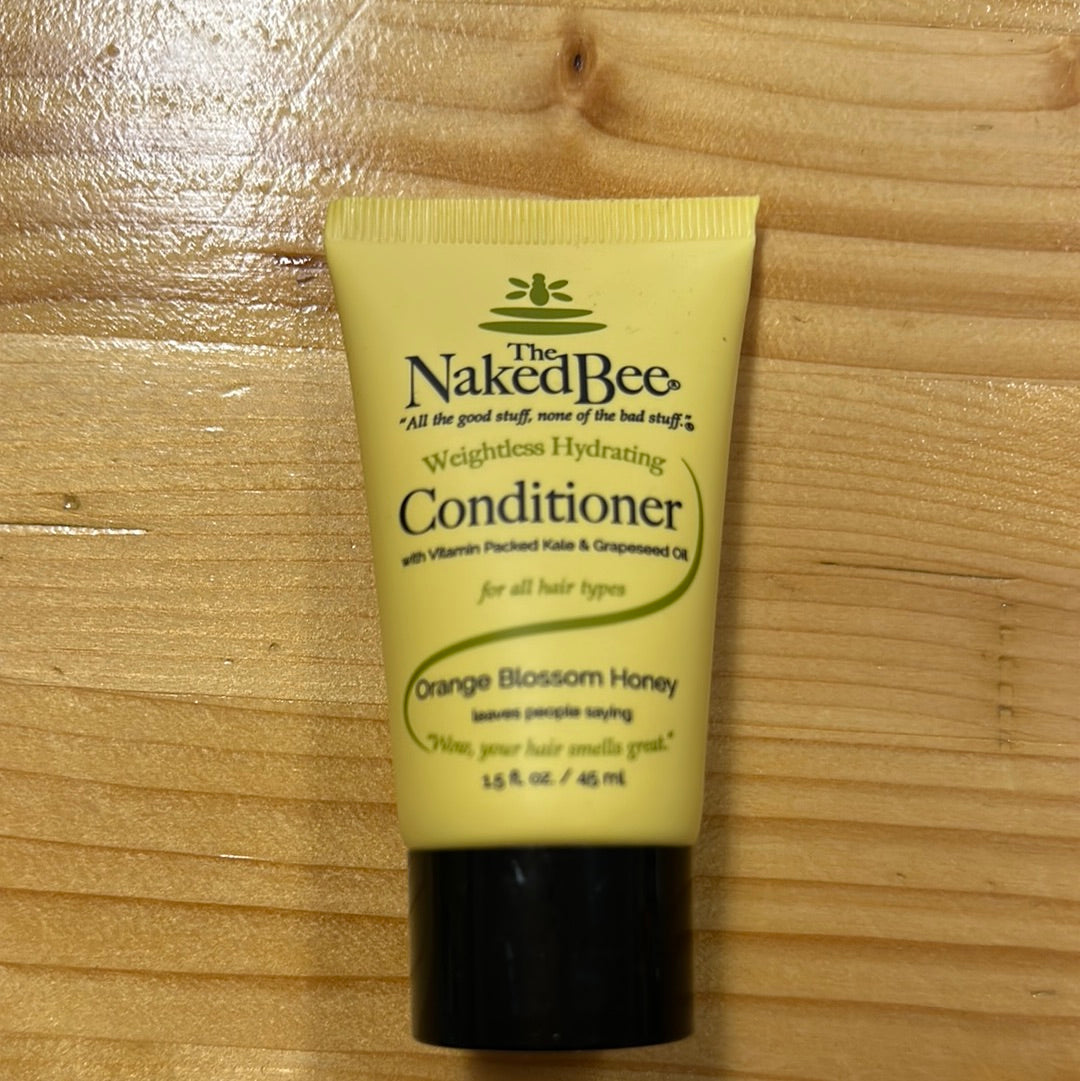 The
NakedBee®
"All the good stuff, none of the bad stuff."®
Weightless Hydrating
Conditioner
with Vitamin Packed Kale & Grapeseed Oil
for all hair types
Orange Blossom Honey
leaves people saying
"Wow, your hair smells great."
1.5 fl. oz. / 45 ml